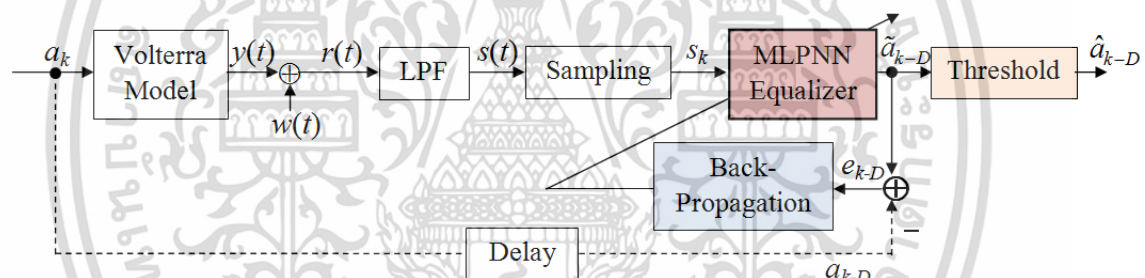 a_k
Volterra
Model
y(t)
w(t)
r(t)
LPF
s(t)
Sampling
s_k
MLPNN
Equalizer
ã_{k−D}
Threshold
â_{k−D}
Back-
Propagation
e_{k-D}
−
Delay
a_{k-D}